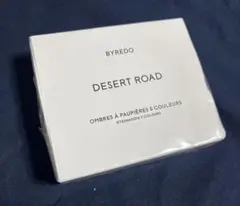 BYREDO
DESERT ROAD
OMBRES À PAUPIÈRES 5 COULEURS
EYESHADOW 5 COLOURS